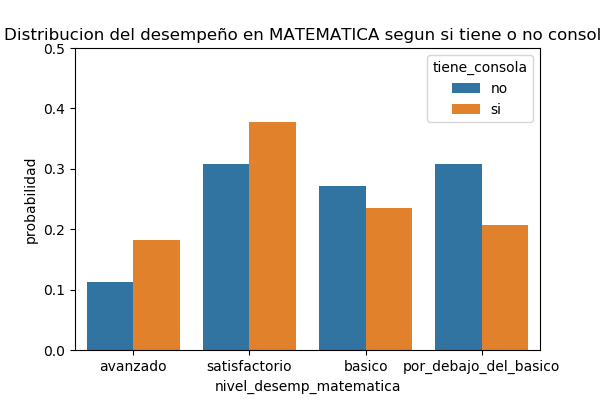 Distribucion del desempeño en MATEMATICA segun si tiene o no consol
tiene_consola
no
si
probabilidad
0.5
0.4
0.3
0.2
0.1
0.0
avanzado satisfactorio basico por_debajo_del_basico
nivel_desemp_matematica